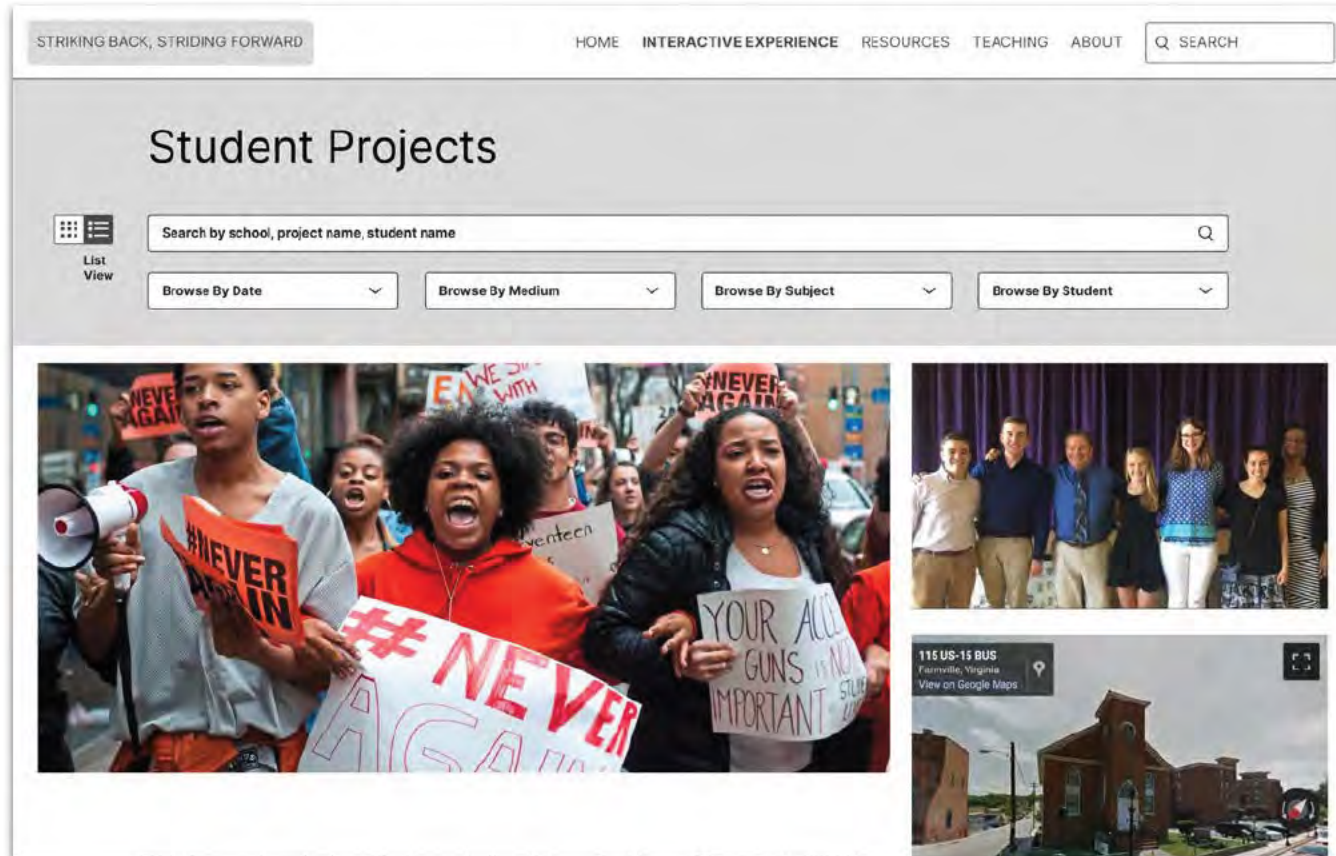 STRIKING BACK, STRIDING FORWARD
HOME INTERACTIVE EXPERIENCE RESOURCES TEACHING ABOUT SEARCH
Student Projects
List
View
Search by school, project name, student name
Browse By Date Browse By Medium Browse By Subject Browse By Student
NEVER
AGAIN
WE
WITH
#NEVER
AGAIN
#NEVER
venteen
# NEVER
AGAIN
YOUR
GUNS IS
IMPORTANT
115 US-15 BUS
Farmville, Virginia
View on Google Maps